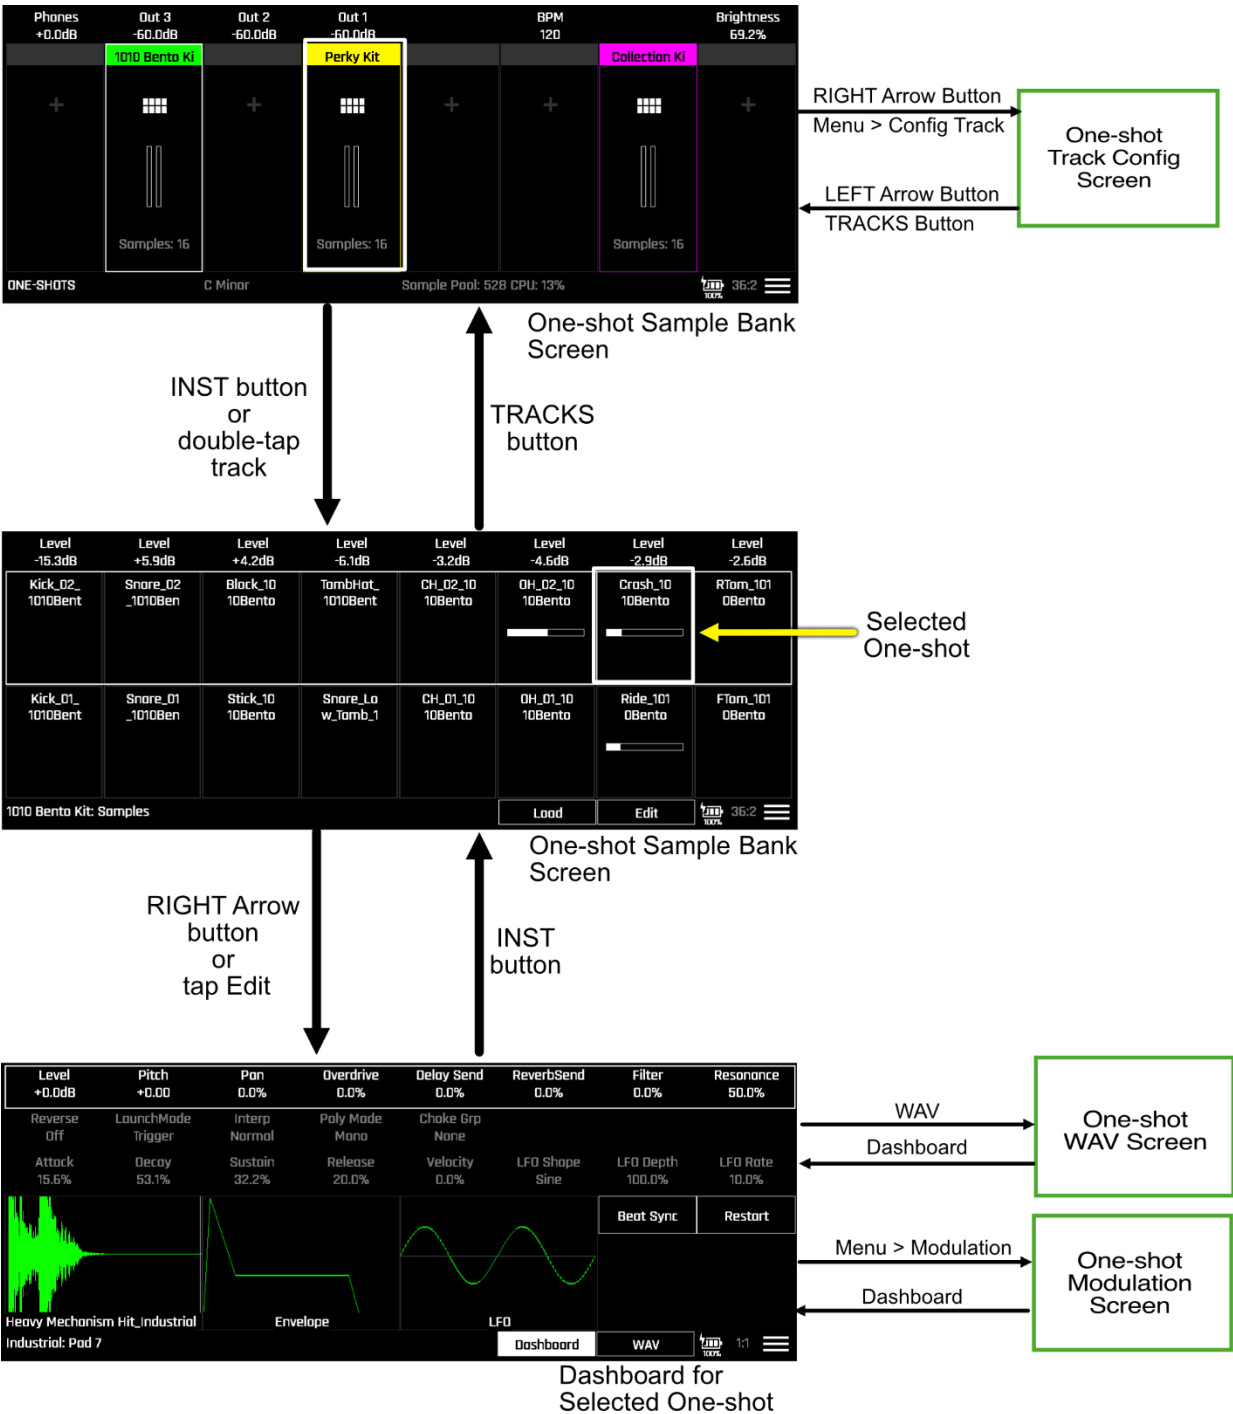 Phones Out 3 Out 2 Out 1 BPM Brightness
+0.0dB -60.0dB -60.0dB -60.0dB 120 69.2%
1010 Bento Ki Perky Kit Collection Ki
+ + + + +
Samples: 16 Samples: 16 Samples: 16
ONE-SHOTS C Minor Sample Pool: 528 CPU: 13% 100% 36:2
RIGHT Arrow Button
Menu > Config Track
One-shot
Track Config
Screen
LEFT Arrow Button
TRACKS Button
One-shot Sample Bank
Screen
INST button
or
double-tap
track
TRACKS
button
Level Level Level Level Level Level Level Level
-15.3dB +5.9dB +4.2dB -6.1dB -3.2dB -4.6dB -2.9dB -2.6dB
Kick_02_ Snare_02 Block_10 TambHat_ CH_02_10 OH_02_10 Crash_10 RTom_101
1010Bent _1010Ben 10Bento 1010Bent 10Bento 10Bento 10Bento 0Bento
Kick_01_ Snare_01 Stick_10 Snare_Lo CH_01_10 OH_01_10 Ride_101 FTom_101
1010Bent _1010Ben 10Bento w_Tamb_1 10Bento 10Bento 0Bento 0Bento
1010 Bento Kit: Samples Load Edit 100% 36:2
Selected
One-shot
One-shot Sample Bank
Screen
RIGHT Arrow
button
or
tap Edit
INST
button
Level Pitch Pan Overdrive Delay Send ReverbSend Filter Resonance
+0.0dB +0.00 0.0% 0.0% 0.0% 0.0% 0.0% 50.0%
Reverse LaunchMode Interp Poly Mode Choke Grp
Off Trigger Normal Mono None
Attack Decay Sustain Release Velocity LFO Shape LFO Depth LFO Rate
15.6% 53.1% 32.2% 20.0% 0.0% Sine 100.0% 10.0%
Beat Sync Restart
Heavy Mechanism Hit_Industrial Envelope LFO
Industrial: Pad 7 Dashboard WAV 100% 1:1
WAV
Dashboard
One-shot
WAV Screen
Menu > Modulation
Dashboard
One-shot
Modulation
Screen
Dashboard for
Selected One-shot